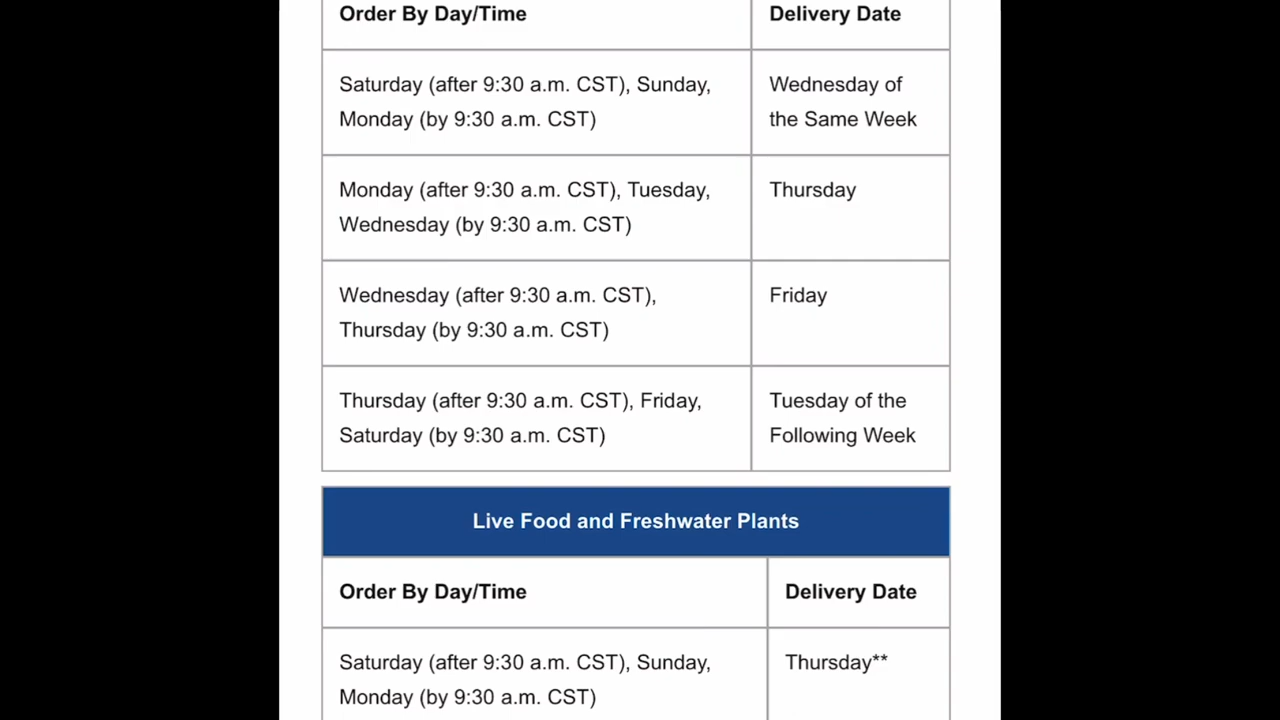 Order By Day/Time Delivery Date
Saturday (after 9:30 a.m. CST), Sunday, Wednesday of
Monday (by 9:30 a.m. CST) the Same Week
Monday (after 9:30 a.m. CST), Tuesday, Thursday
Wednesday (by 9:30 a.m. CST)
Wednesday (after 9:30 a.m. CST), Friday
Thursday (by 9:30 a.m. CST)
Thursday (after 9:30 a.m. CST), Friday, Tuesday of the
Saturday (by 9:30 a.m. CST) Following Week
Live Food and Freshwater Plants
Order By Day/Time Delivery Date
Saturday (after 9:30 a.m. CST), Sunday, Thursday**
Monday (by 9:30 a.m. CST)